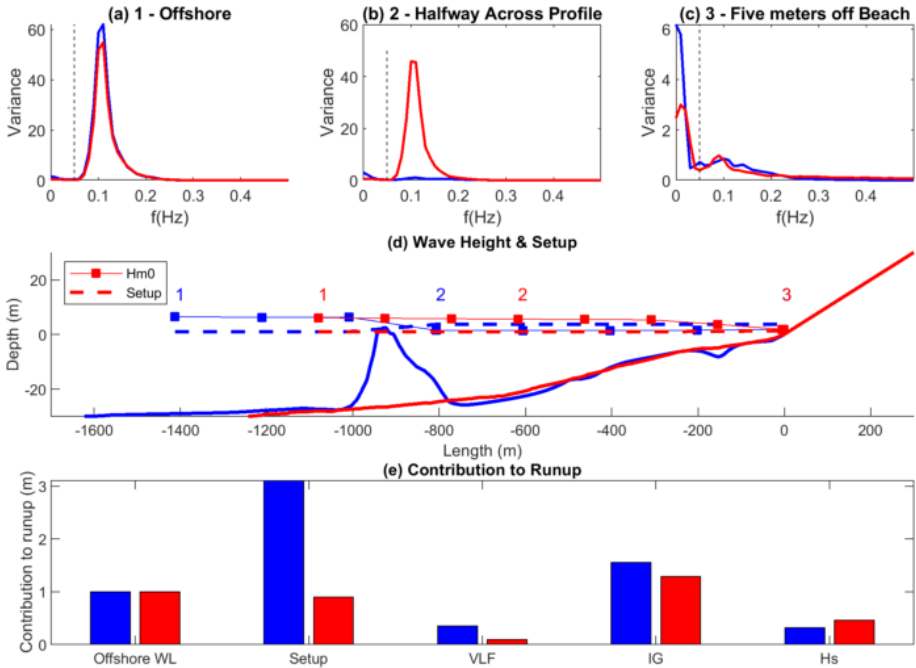 (a) 1 - Offshore
(b) 2 - Halfway Across Profile
(c) 3 - Five meters off Beach
Variance
60
40
20
0
0 0.1 0.2 0.3 0.4
f(Hz)
Variance
60
40
20
0
0 0.1 0.2 0.3 0.4 0.5
f(Hz)
Variance
6
4
2
0
0 0.1 0.2 0.3 0.4 0.5
f(Hz)
(d) Wave Height & Setup
Depth (m)
20
0
-20
Hm0
Setup
1 1 2 2 3
-1600 -1400 -1200 -1000 -800 -600 -400 -200 0 200
Length (m)
(e) Contribution to Runup
Contribution to runup (m)
3
2
1
0
Offshore WL Setup VLF IG Hs